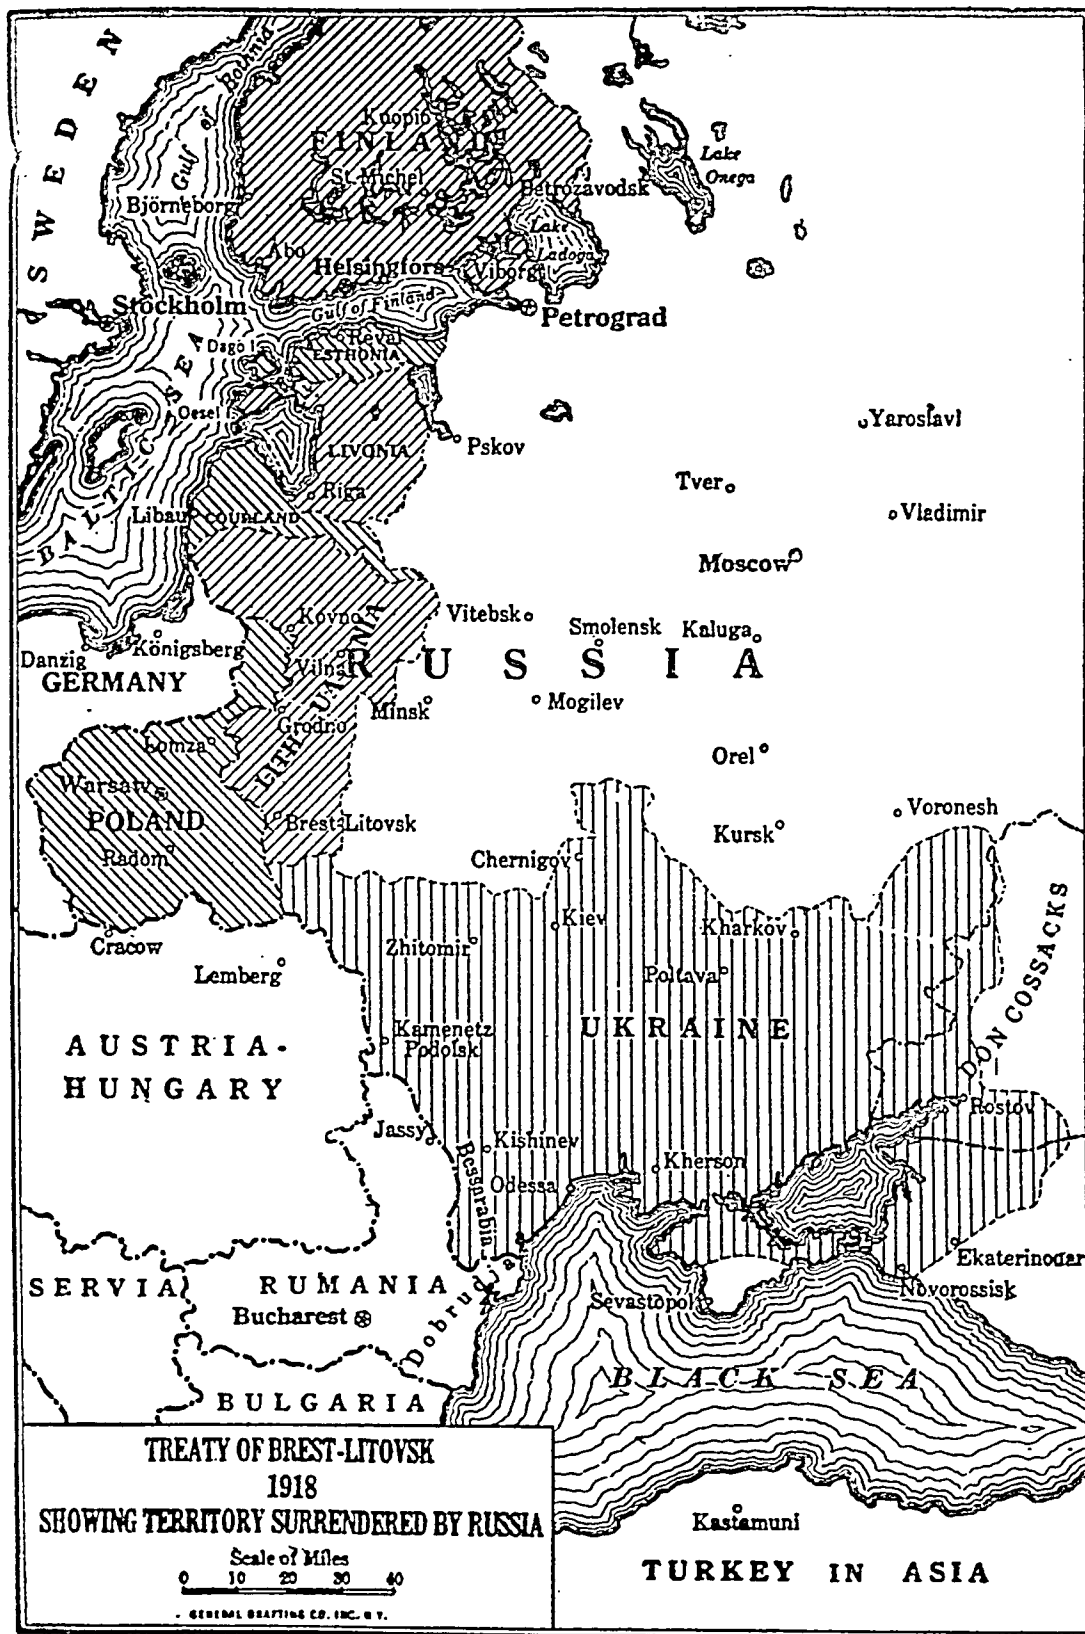 SWEDEN
Gulf of Bothnia
Kuopio
FINLAND
St. Michel
Björneborg
Petrozavodsk
Lake Onega
Lake Ladoga
Åbo
Helsingfors
Viborg
Stockholm
Gulf of Finland
Petrograd
Reval
Dago I.
ESTHONIA
Oesel I.
BALTIC SEA
Yaroslavl
Pskov
LIVONIA
Tver
Riga
Libau
COURLAND
Vladimir
Moscow
Kovno
Vitebsk
Smolensk
Kaluga
Königsberg
Danzig
GERMANY
Vilna
RUSSIA
LITHUANIA
Minsk
Mogilev
Grodno
Lomza
Orel
Warsaw
POLAND
Brest-Litovsk
Voronesh
Kursk
Radom
Chernigov
Kiev
Cracow
Zhitomir
Kharkov
Lemberg
Poltava
DON COSSACKS
AUSTRIA-
HUNGARY
Kamenetz
Podolsk
UKRAINE
Rostov
Jassy
Kishinev
Bessarabia
Kherson
Odessa
Ekaterinodar
SERVIA
RUMANIA
Novorossisk
Bucharest
Sevastopol
Dobrudja
BLACK SEA
BULGARIA
TREATY OF BREST-LITOVSK
1918
SHOWING TERRITORY SURRENDERED BY RUSSIA
Scale of Miles
0 10 20 30 40
GENERAL DRAFTING CO. INC. N.Y.
Kastamuni
TURKEY IN ASIA